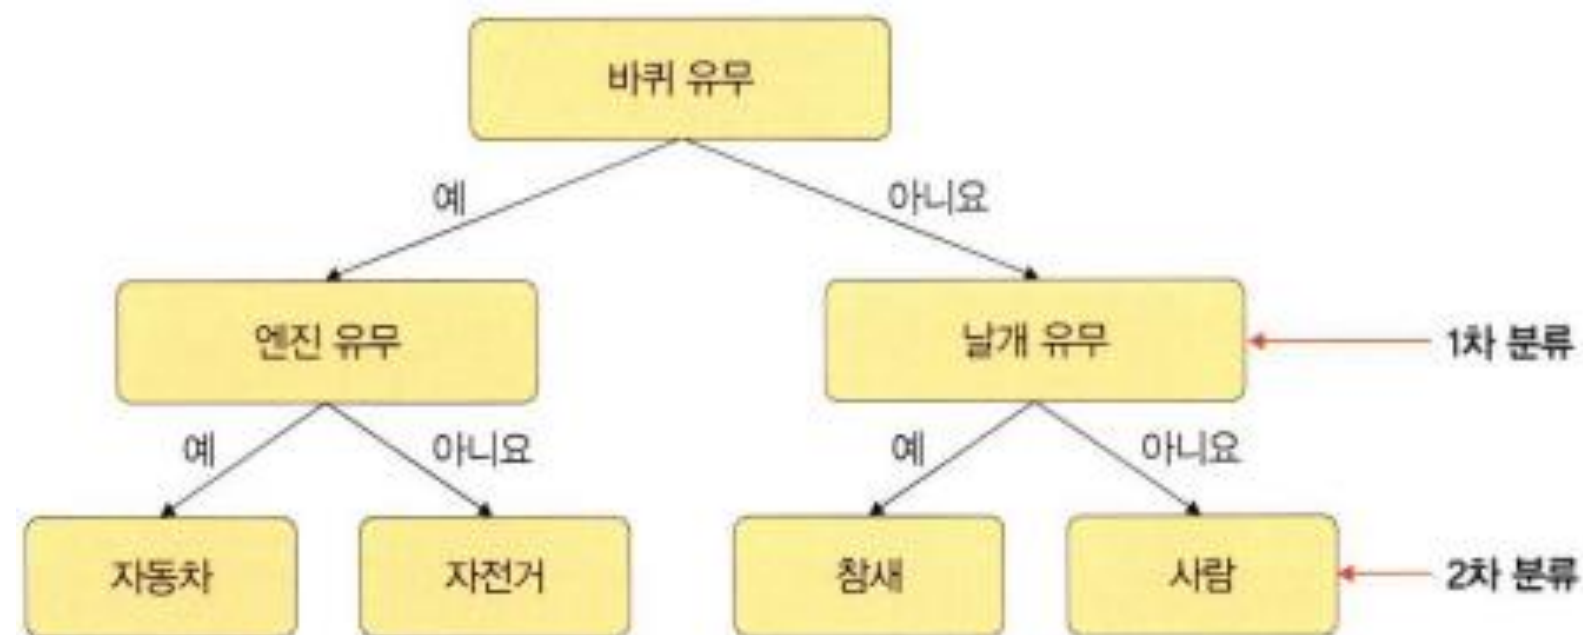 바퀴 유무
예
아니요
엔진 유무
날개 유무
1차 분류
예
아니요
예
아니요
자동차
자전거
참새
사람
2차 분류